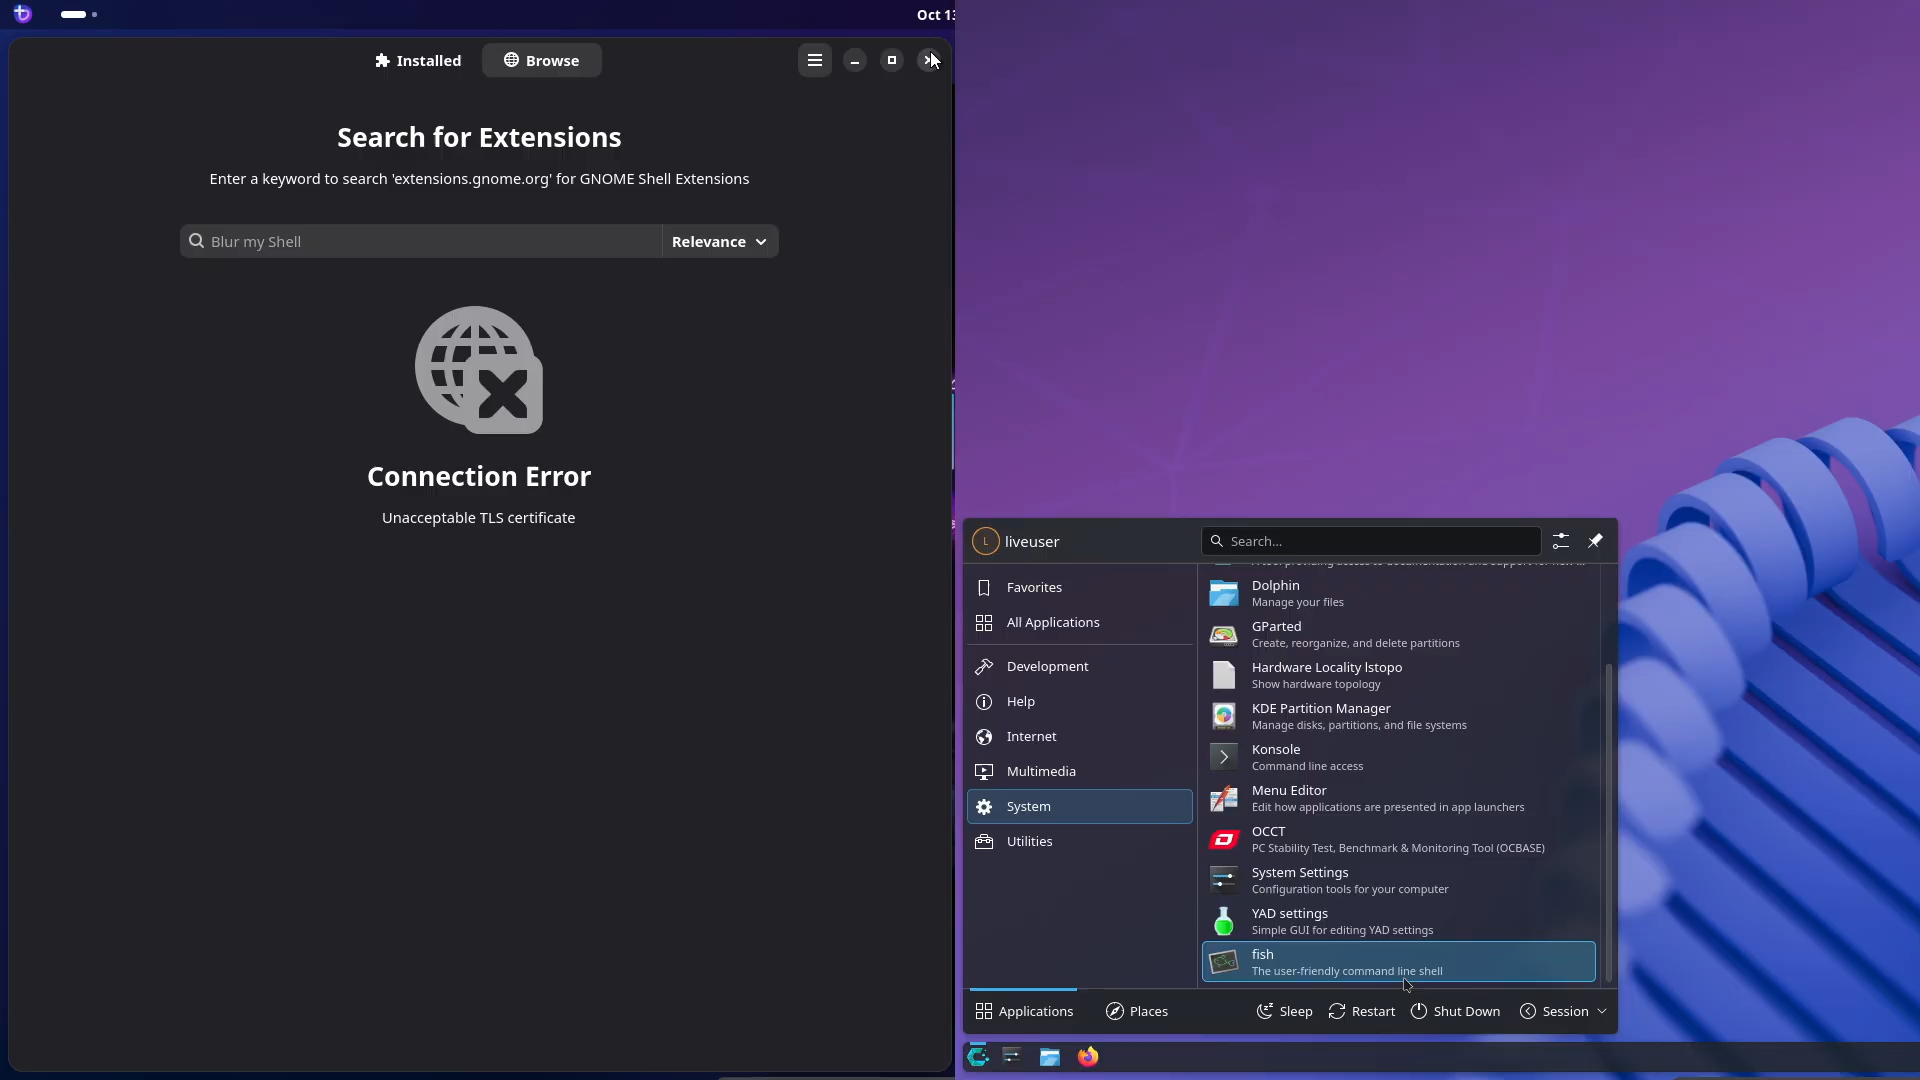 Oct 13
Installed
Browse
Search for Extensions
Enter a keyword to search 'extensions.gnome.org' for GNOME Shell Extensions
Blur my Shell
Relevance
Connection Error
Unacceptable TLS certificate
L
liveuser
Search...
Favorites
All Applications
Development
Help
Internet
Multimedia
System
Utilities
Dolphin
Manage your files
GParted
Create, reorganize, and delete partitions
Hardware Locality lstopo
Show hardware topology
KDE Partition Manager
Manage disks, partitions, and file systems
Konsole
Command line access
Menu Editor
Edit how applications are presented in app launchers
OCCT
PC Stability Test, Benchmark & Monitoring Tool (OCBASE)
System Settings
Configuration tools for your computer
YAD settings
Simple GUI for editing YAD settings
fish
The user-friendly command line shell
Applications
Places
Sleep
Restart
Shut Down
Session